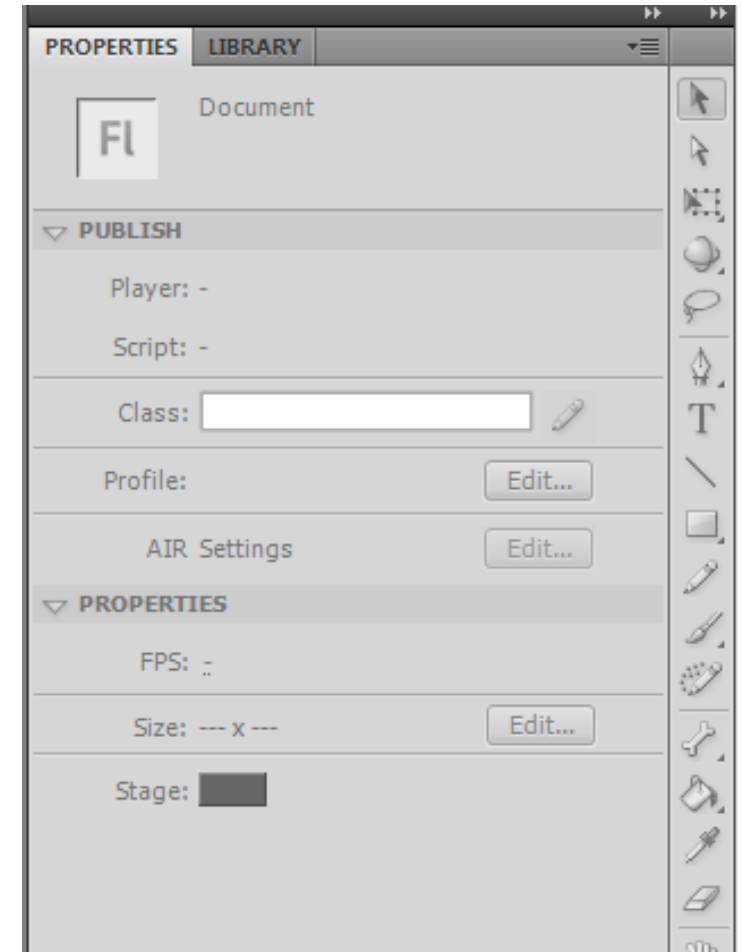 PROPERTIES LIBRARY
Fl Document
PUBLISH
Player: -
Script: -
Class:
Profile: Edit...
AIR Settings Edit...
PROPERTIES
FPS: -
Size: --- x --- Edit...
Stage:
T